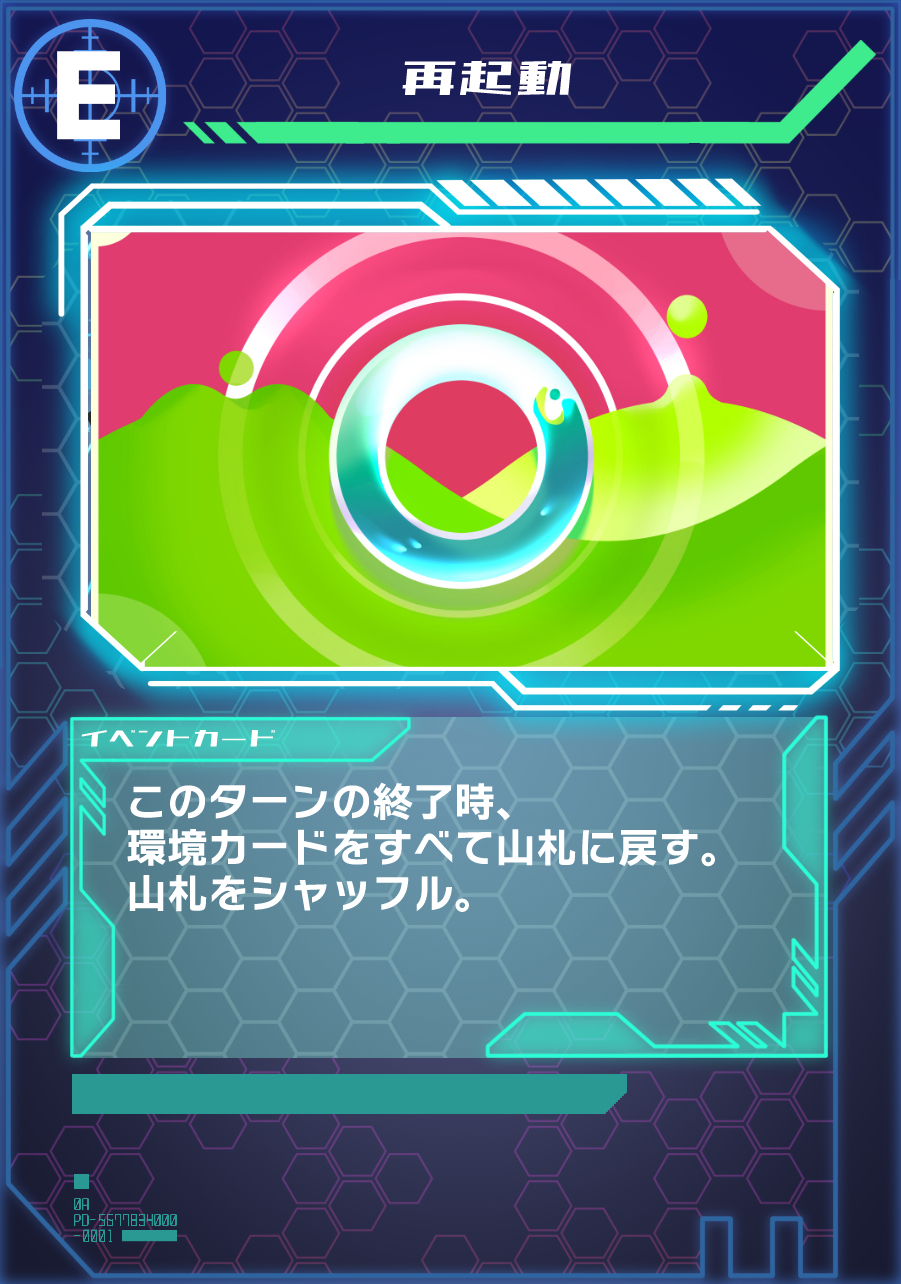 E
再起動
イベントカード
このターンの終了時、
環境カードをすべて山札に戻す。
山札をシャッフル。
0A
PD-5677834000
-0001